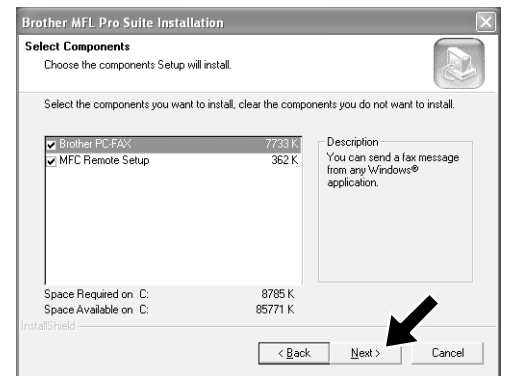 Brother MFL Pro Suite Installation
Select Components
Choose the components Setup will install.
Select the components you want to install, clear the components you do not want to install.
Brother PC-FAX 7733 K
MFC Remote Setup 362 K
Description
You can send a fax message
from any Windows®
application.
Space Required on C: 8785 K
Space Available on C: 85771 K
InstallShield
< Back Next > Cancel